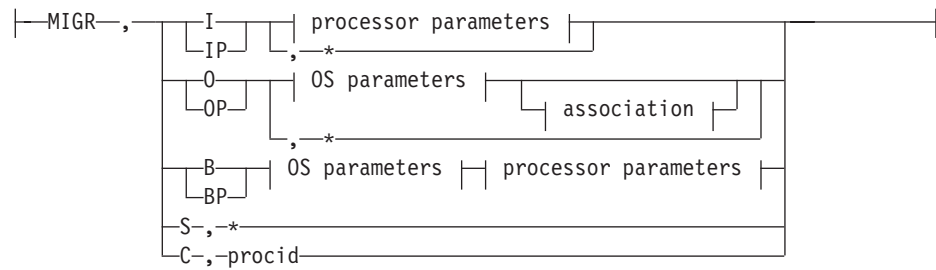 MIGR , I processor parameters
IP , *
O OS parameters
OP association
, *
B OS parameters processor parameters
BP
S , *
C , procid